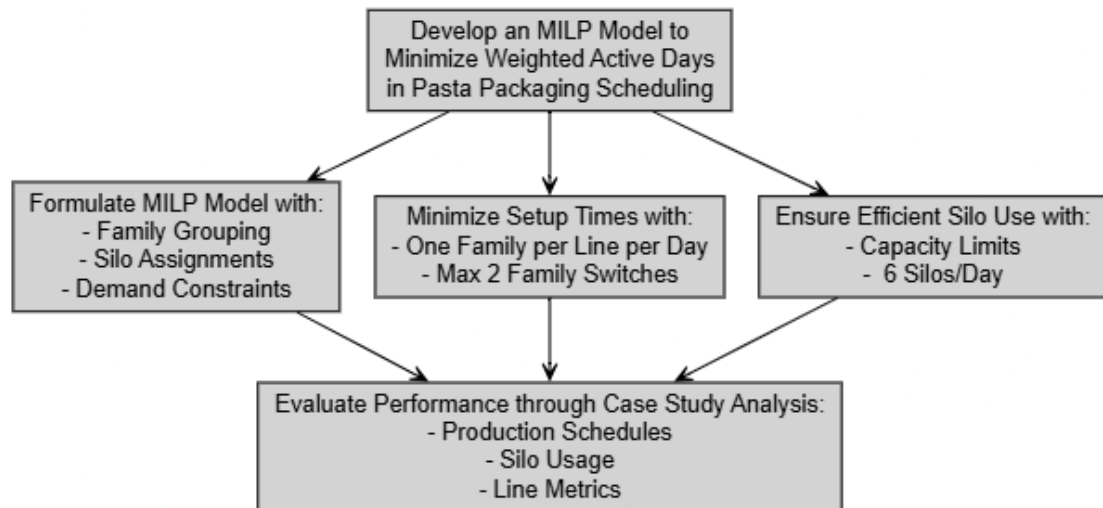 Develop an MILP Model to
Minimize Weighted Active Days
in Pasta Packaging Scheduling
Formulate MILP Model with:
- Family Grouping
- Silo Assignments
- Demand Constraints
Minimize Setup Times with:
- One Family per Line per Day
- Max 2 Family Switches
Ensure Efficient Silo Use with:
- Capacity Limits
- 6 Silos/Day
Evaluate Performance through Case Study Analysis:
- Production Schedules
- Silo Usage
- Line Metrics